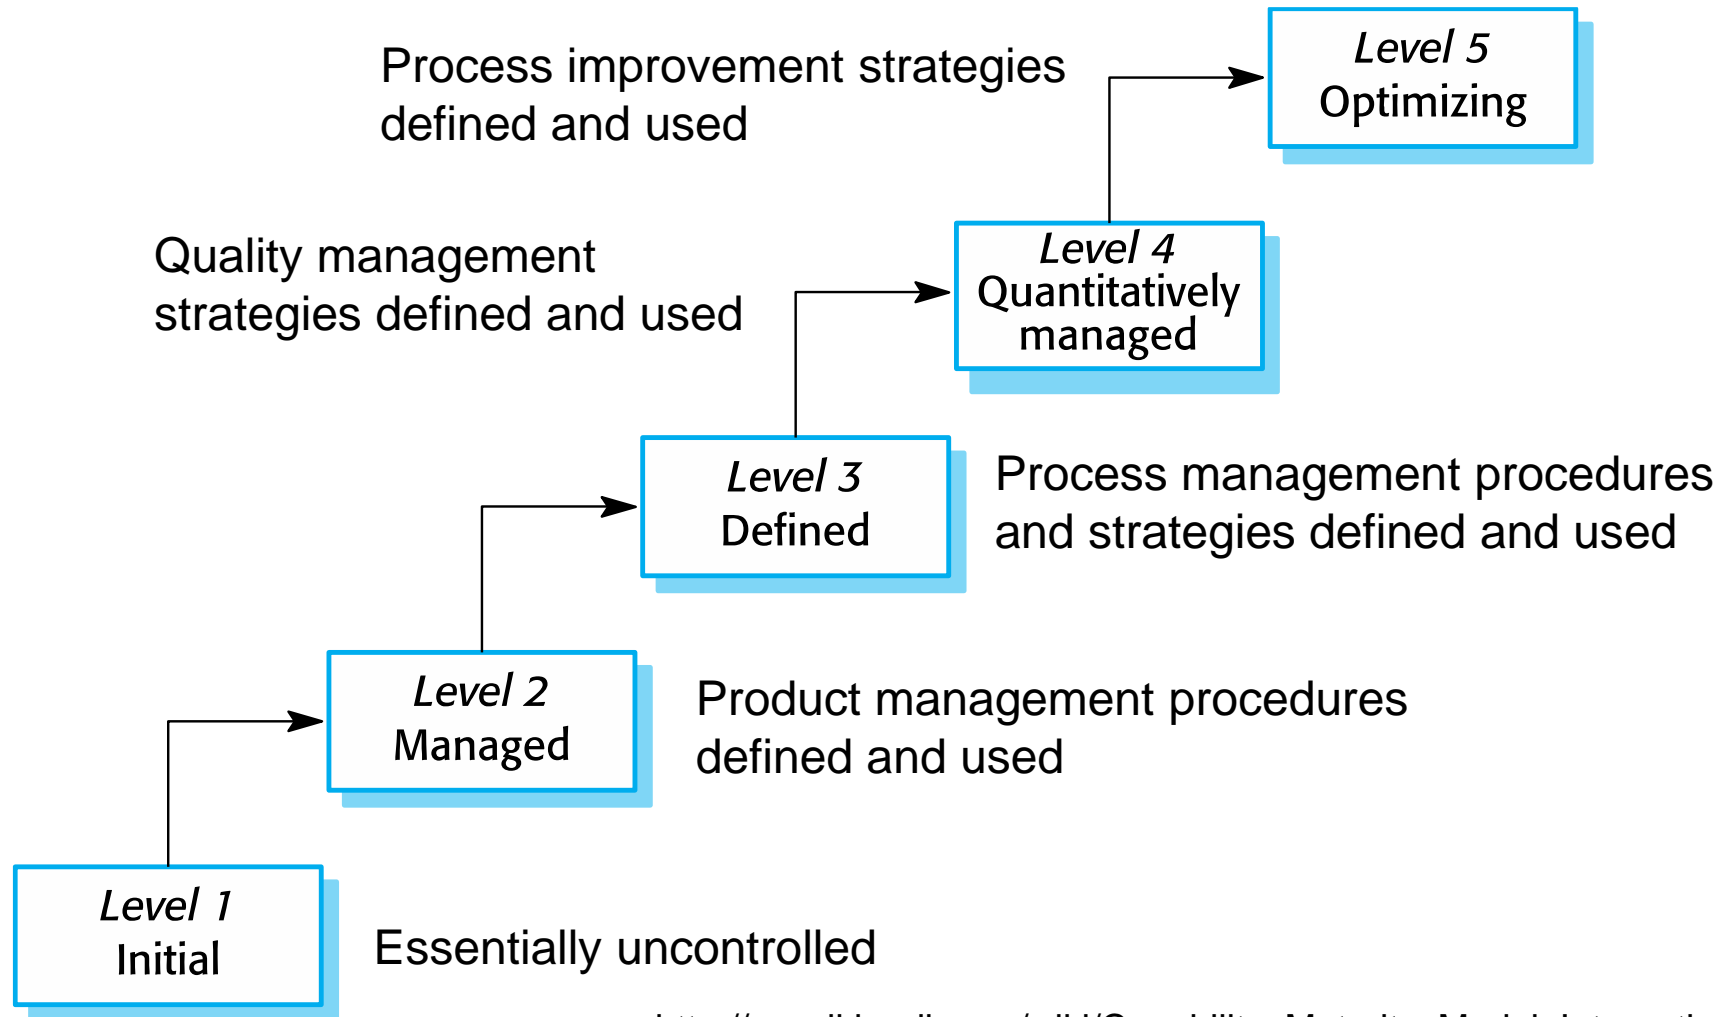 Process improvement strategies
defined and used
Level 5
Optimizing
Quality management
strategies defined and used
Level 4
Quantitatively
managed
Level 3
Defined
Process management procedures
and strategies defined and used
Level 2
Managed
Product management procedures
defined and used
Level 1
Initial
Essentially uncontrolled